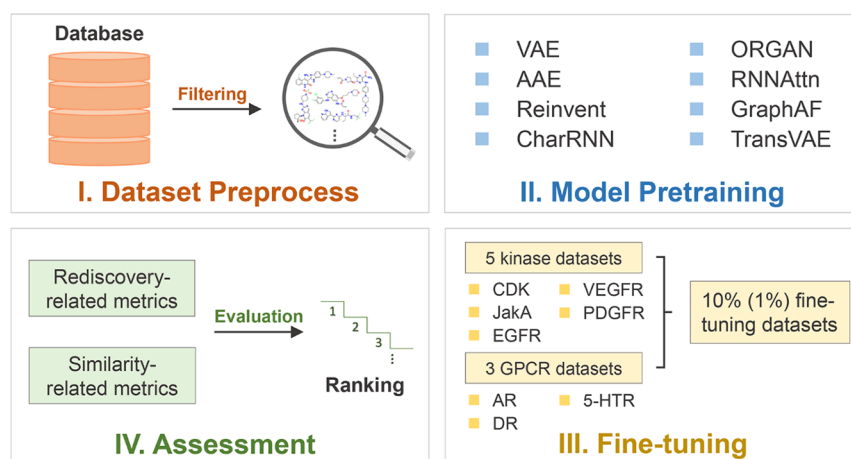 Database
Filtering
I. Dataset Preprocess
VAE
AAE
Reinvent
CharRNN
ORGAN
RNNAttn
GraphAF
TransVAE
II. Model Pretraining
Rediscovery-
related metrics
Similarity-
related metrics
Evaluation
1
2
3
Ranking
IV. Assessment
5 kinase datasets
CDK
JakA
EGFR
VEGFR
PDGFR
3 GPCR datasets
AR
DR
5-HTR
10% (1%) fine-
tuning datasets
III. Fine-tuning